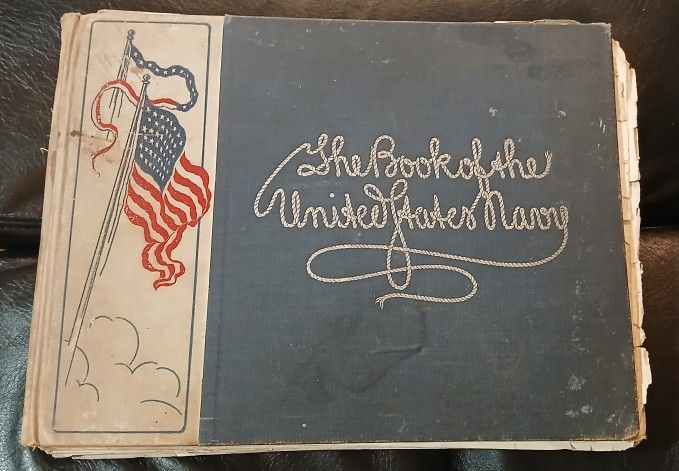 The Book of the
United States Navy